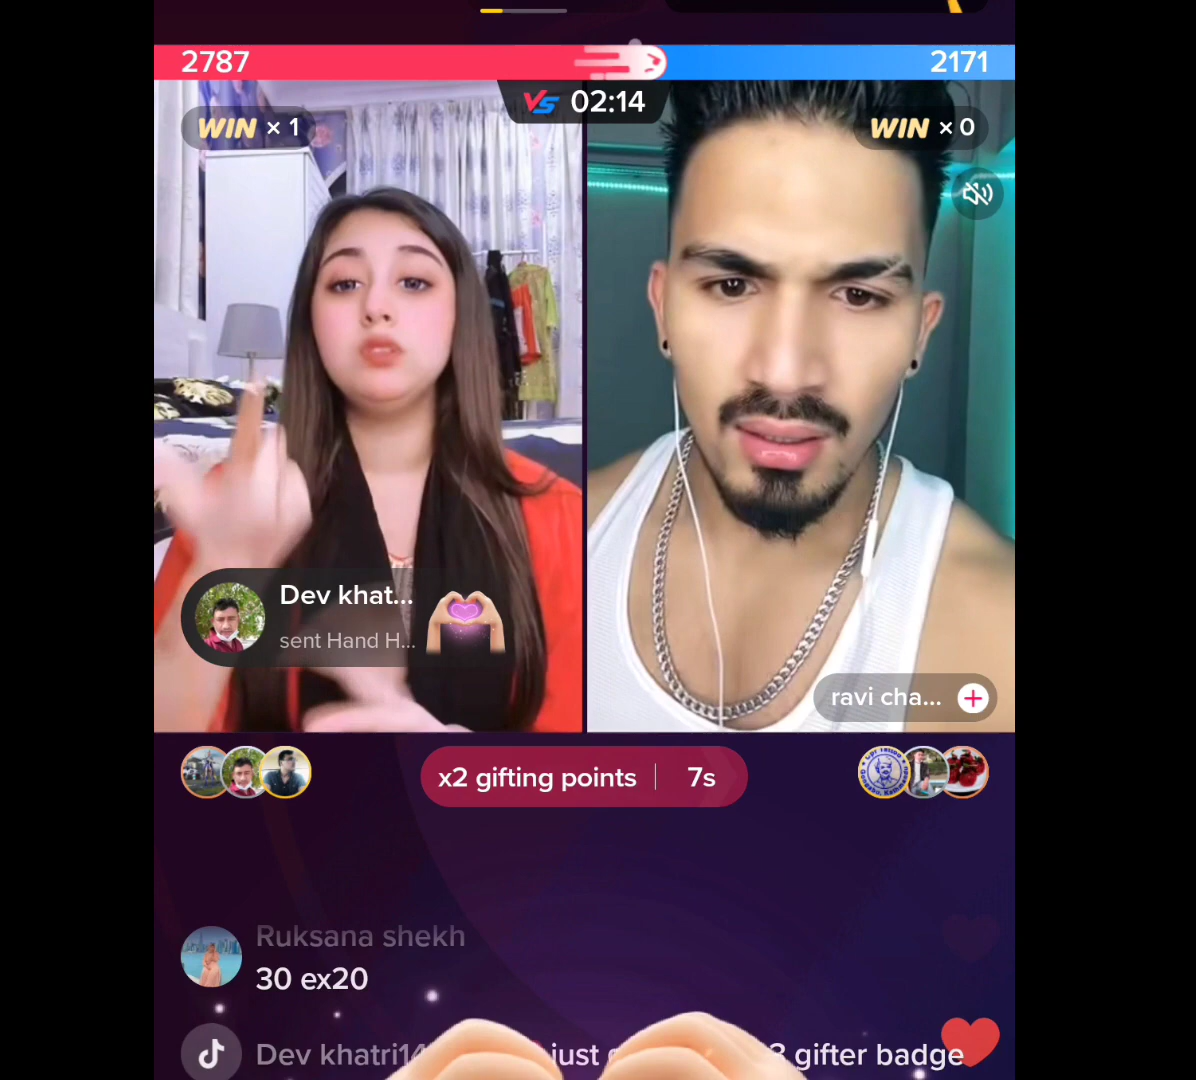 2787
2171
VS 02:14
WIN × 1
WIN × 0
Dev khat...
sent Hand H...
ravi cha...
x2 gifting points | 7s
Ruksana shekh
30 ex20
Dev khatri14 just gifter badge